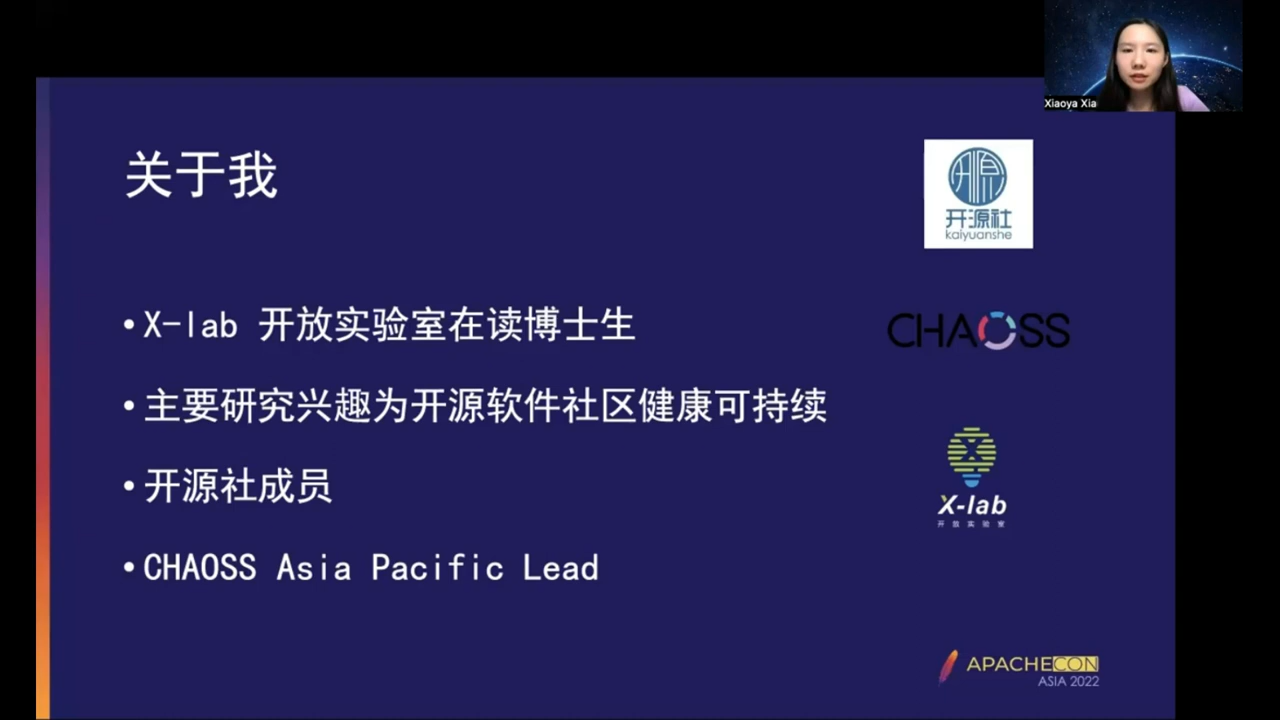 Xiaoya Xia
关于我
开源
开源社
kaiyuanshe
• X-lab 开放实验室在读博士生
CHAOSS
• 主要研究兴趣为开源软件社区健康可持续
• 开源社成员
X-lab
开放实验室
• CHAOSS Asia Pacific Lead
APACHECON
ASIA 2022